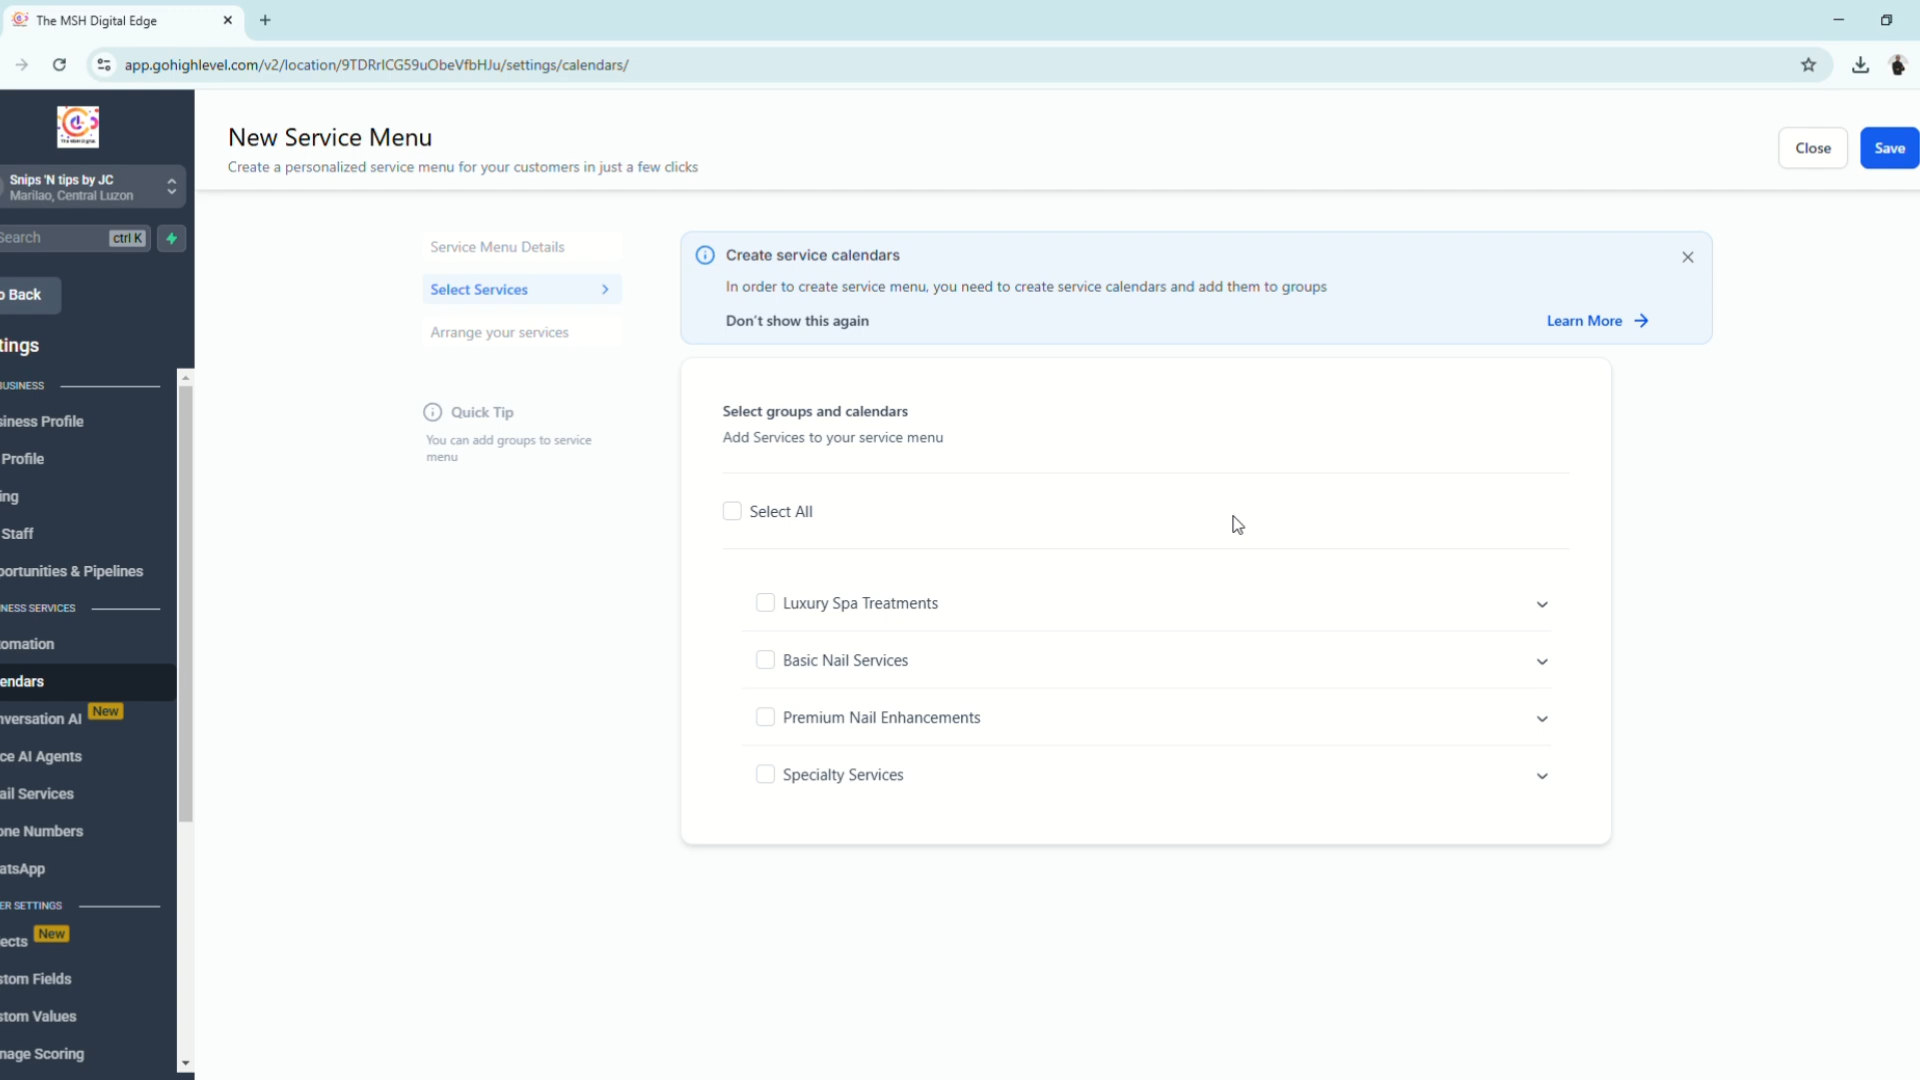 The MSH Digital Edge
app.gohighlevel.com/v2/location/9TDRrICG59uObeVfbHJu/settings/calendars/
New Service Menu
Create a personalized service menu for your customers in just a few clicks
Close
Save
Snips 'N tips by JC
Marilao, Central Luzon
Search
ctrl K
o Back
tings
BUSINESS
siness Profile
Profile
ing
Staff
portunities & Pipelines
NESS SERVICES
tomation
endars
nversation AI
New
ce AI Agents
ail Services
one Numbers
atsApp
ER SETTINGS
ects
New
stom Fields
stom Values
nage Scoring
Service Menu Details
Select Services
Arrange your services
Quick Tip
You can add groups to service
menu
Create service calendars
In order to create service menu, you need to create service calendars and add them to groups
Don't show this again
Learn More
Select groups and calendars
Add Services to your service menu
Select All
Luxury Spa Treatments
Basic Nail Services
Premium Nail Enhancements
Specialty Services